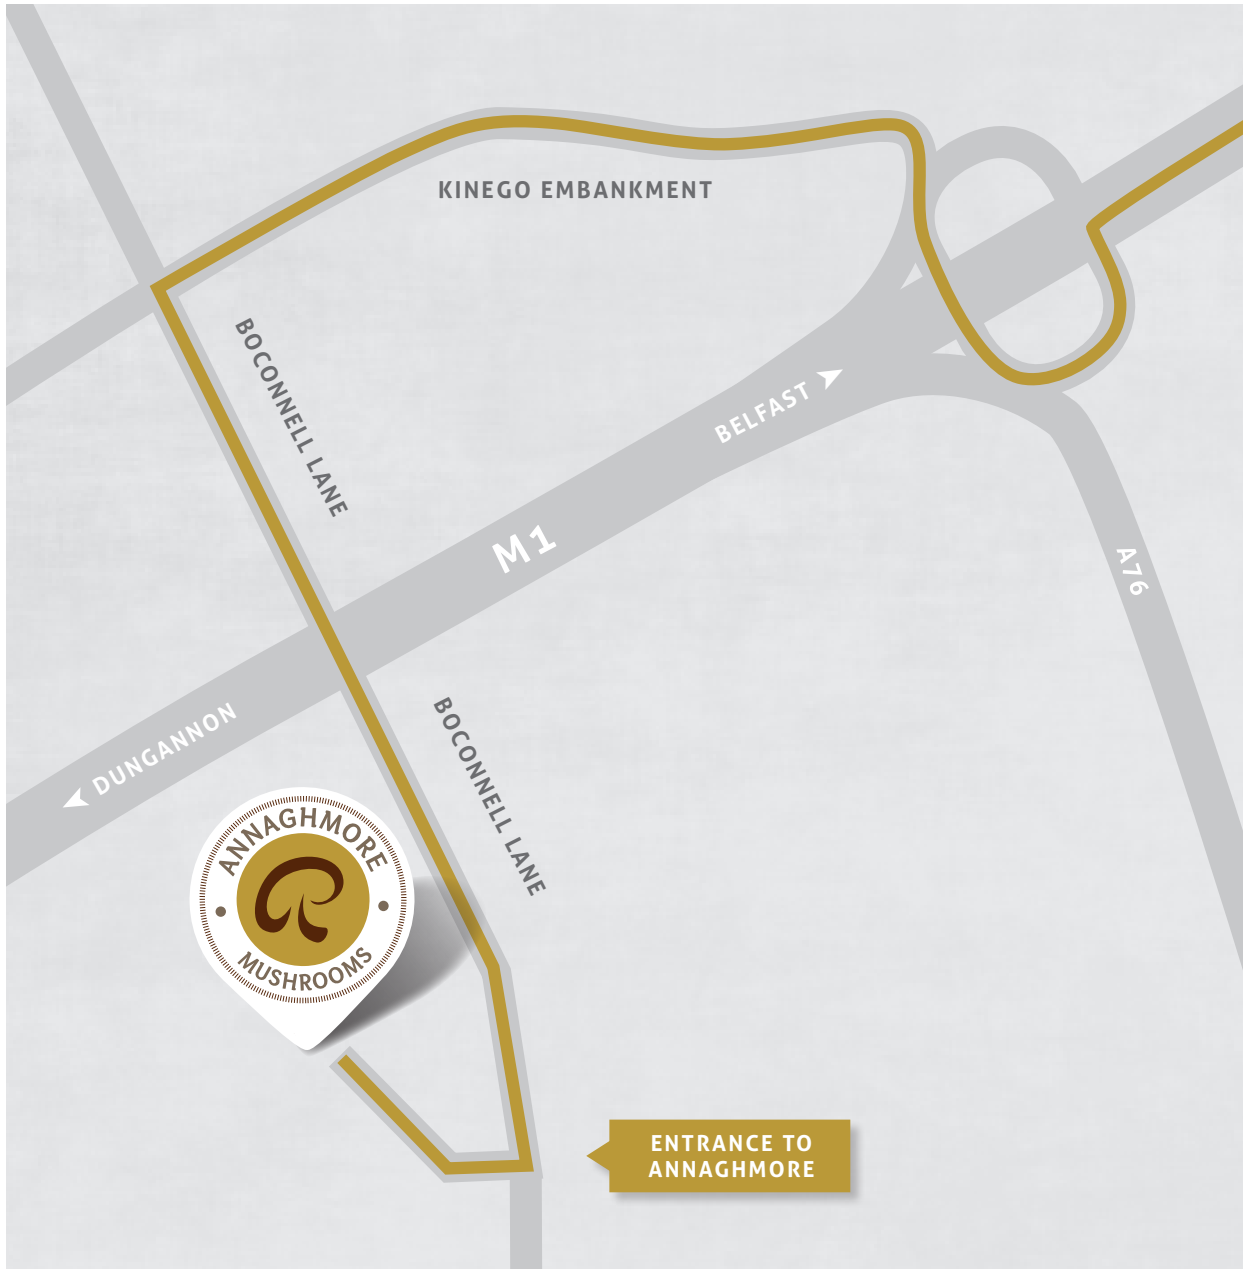 KINEGO EMBANKMENT
BOCONNELL LANE
BELFAST
M1
A76
DUNGANNON
BOCONNELL LANE
ANNAGHMORE
MUSHROOMS
ENTRANCE TO
ANNAGHMORE